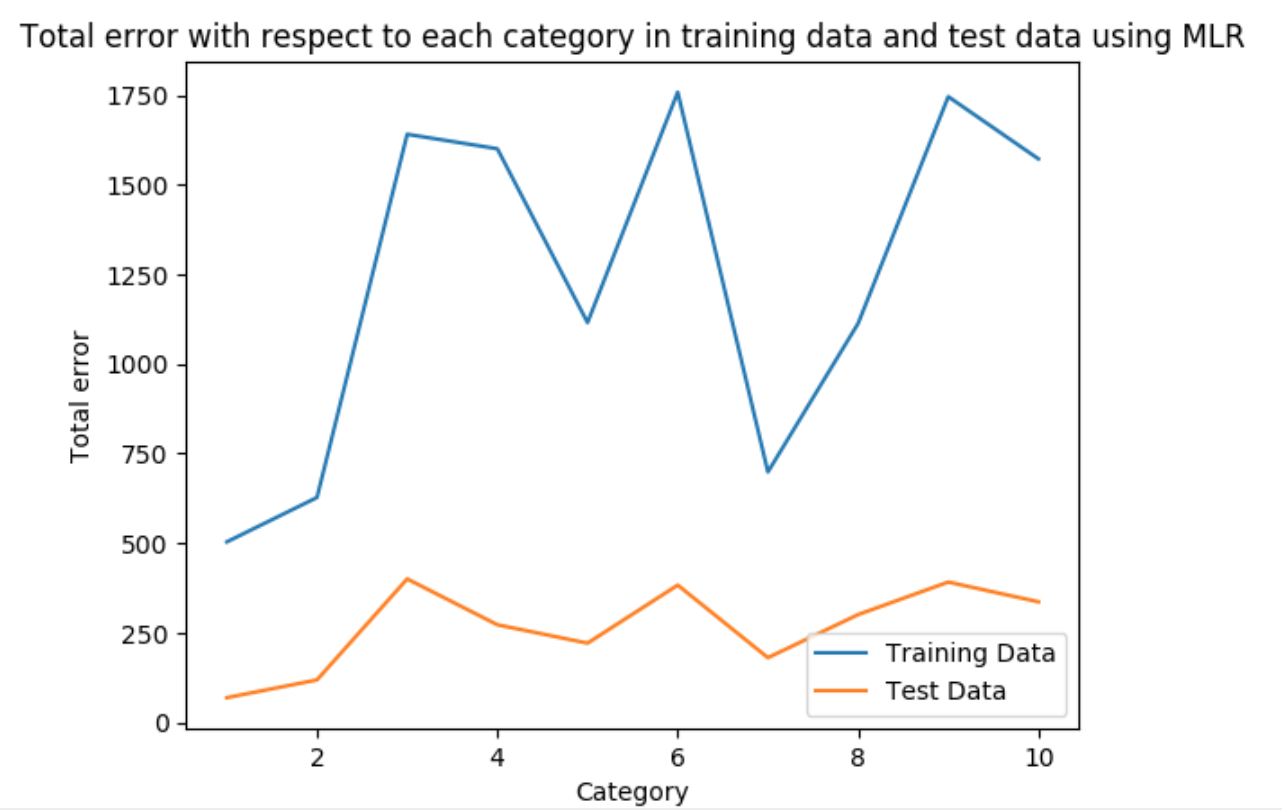 Total error with respect to each category in training data and test data using MLR
1750
1500
1250
1000
750
500
250
0
Total error
Training Data
Test Data
2 4 6 8 10
Category